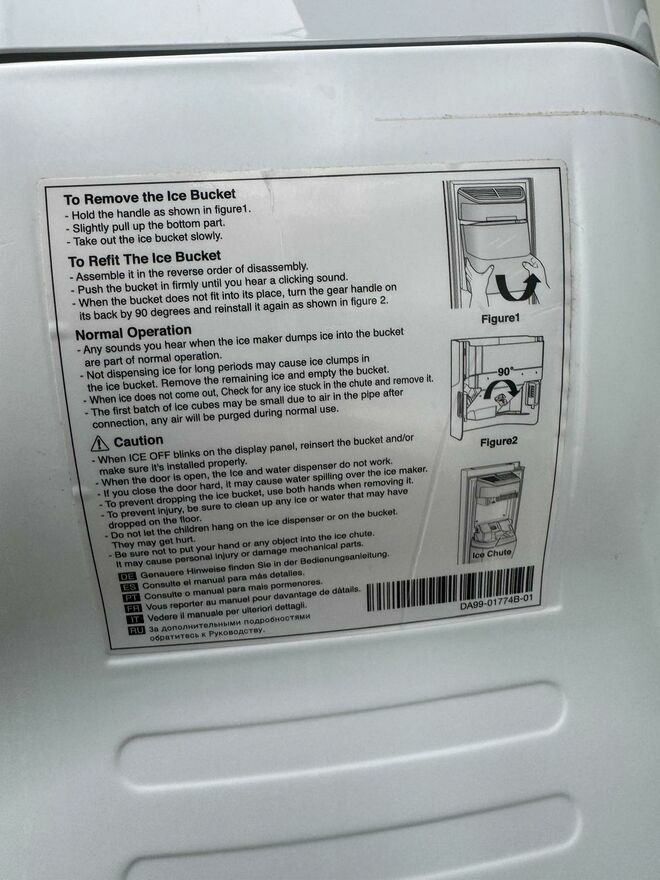 To Remove the Ice Bucket
- Hold the handle as shown in figure1.
- Slightly pull up the bottom part.
- Take out the ice bucket slowly.
To Refit The Ice Bucket
- Assemble it in the reverse order of disassembly.
- Push the bucket in firmly until you hear a clicking sound.
- When the bucket does not fit into its place, turn the gear handle on
its back by 90 degrees and reinstall it again as shown in figure 2.
Figure1
Normal Operation
- Any sounds you hear when the ice maker dumps ice into the bucket
are part of normal operation.
- Not dispensing ice for long periods may cause ice clumps in
the ice bucket. Remove the remaining ice and empty the bucket.
- When ice does not come out, Check for any ice stuck in the chute and remove it.
- The first batch of ice cubes may be small due to air in the pipe after
connection, any air will be purged during normal use.
90°
Figure2
Caution
- When ICE OFF blinks on the display panel, reinsert the bucket and/or
make sure it's installed properly.
- When the door is open, the Ice and water dispenser do not work.
- If you close the door hard, it may cause water spilling over the ice maker.
- To prevent dropping the ice bucket, use both hands when removing it.
- To prevent injury, be sure to clean up any ice or water that may have
dropped on the floor.
- Do not let the children hang on the ice dispenser or on the bucket.
They may get hurt.
- Be sure not to put your hand or any object into the ice chute.
It may cause personal injury or damage mechanical parts.
Ice Chute
DE Genauere Hinweise finden Sie in der Bedienungsanleitung.
ES Consulte el manual para más detalles.
PT Consulte o manual para mais pormenores.
FR Vous reporter au manuel pour davantage de dátails.
IT Vedere il manuale per ulteriori dettagli.
RU За дополнительными подробностями
обратитесь к Руководству.
DA99-01774B-01